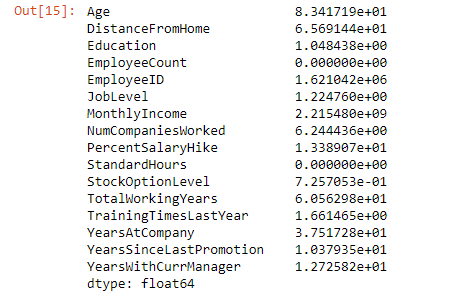 Out[15]: Age 8.341719e+01
DistanceFromHome 6.569144e+01
Education 1.048438e+00
EmployeeCount 0.000000e+00
EmployeeID 1.621042e+06
JobLevel 1.224760e+00
MonthlyIncome 2.215480e+09
NumCompaniesWorked 6.244436e+00
PercentSalaryHike 1.338907e+01
StandardHours 0.000000e+00
StockOptionLevel 7.257053e-01
TotalWorkingYears 6.056298e+01
TrainingTimesLastYear 1.661465e+00
YearsAtCompany 3.751728e+01
YearsSinceLastPromotion 1.037935e+01
YearsWithCurrManager 1.272582e+01
dtype: float64